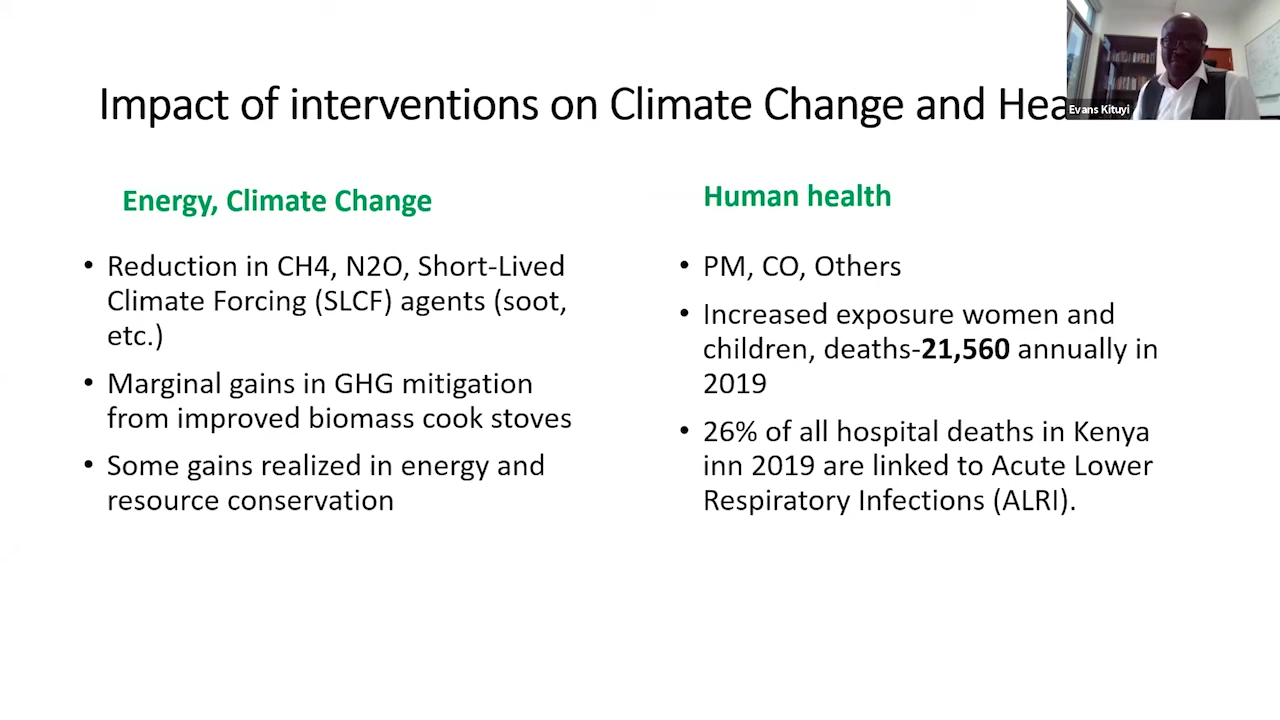 Impact of interventions on Climate Change and Hea
Evans Kituyi
Energy, Climate Change
• Reduction in CH4, N2O, Short-Lived
Climate Forcing (SLCF) agents (soot,
etc.)
• Marginal gains in GHG mitigation
from improved biomass cook stoves
• Some gains realized in energy and
resource conservation
Human health
• PM, CO, Others
• Increased exposure women and
children, deaths-21,560 annually in
2019
• 26% of all hospital deaths in Kenya
inn 2019 are linked to Acute Lower
Respiratory Infections (ALRI).